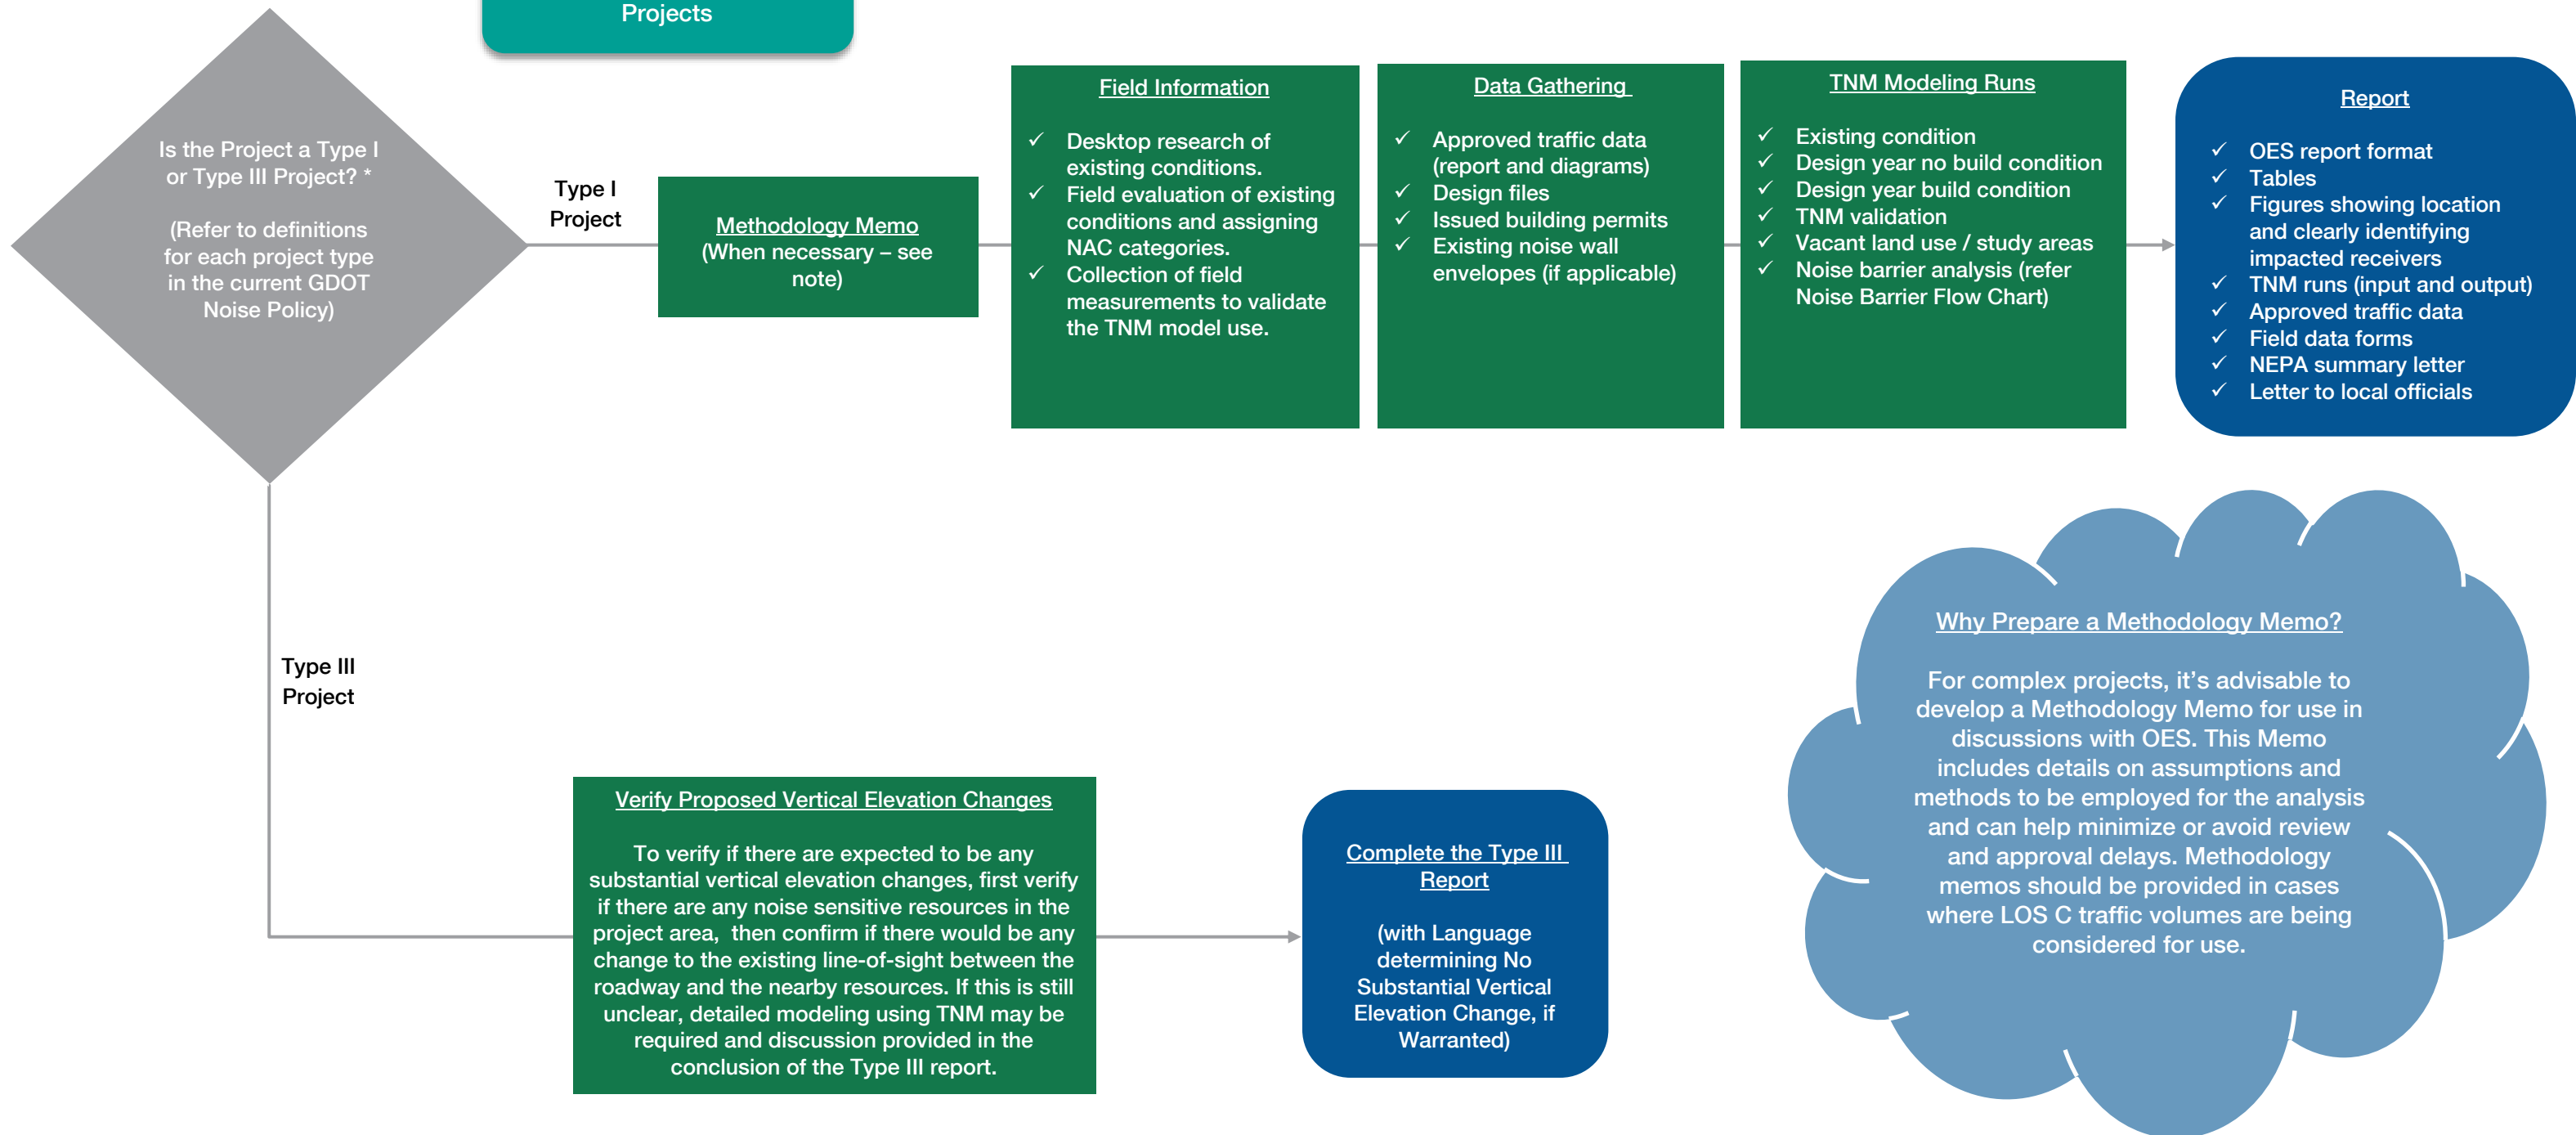 Projects
Is the Project a Type I
or Type III Project? *
(Refer to definitions
for each project type
in the current GDOT
Noise Policy)
Type I
Project
Methodology Memo
(When necessary – see
note)
Field Information
✓ Desktop research of
existing conditions.
✓ Field evaluation of existing
conditions and assigning
NAC categories.
✓ Collection of field
measurements to validate
the TNM model use.
Data Gathering
✓ Approved traffic data
(report and diagrams)
✓ Design files
✓ Issued building permits
✓ Existing noise wall
envelopes (if applicable)
TNM Modeling Runs
✓ Existing condition
✓ Design year no build condition
✓ Design year build condition
✓ TNM validation
✓ Vacant land use / study areas
✓ Noise barrier analysis (refer
Noise Barrier Flow Chart)
Report
✓ OES report format
✓ Tables
✓ Figures showing location
and clearly identifying
impacted receivers
✓ TNM runs (input and output)
✓ Approved traffic data
✓ Field data forms
✓ NEPA summary letter
✓ Letter to local officials
Type III
Project
Verify Proposed Vertical Elevation Changes
To verify if there are expected to be any
substantial vertical elevation changes, first verify
if there are any noise sensitive resources in the
project area, then confirm if there would be any
change to the existing line-of-sight between the
roadway and the nearby resources. If this is still
unclear, detailed modeling using TNM may be
required and discussion provided in the
conclusion of the Type III report.
Complete the Type III
Report
(with Language
determining No
Substantial Vertical
Elevation Change, if
Warranted)
Why Prepare a Methodology Memo?
For complex projects, it's advisable to
develop a Methodology Memo for use in
discussions with OES. This Memo
includes details on assumptions and
methods to be employed for the analysis
and can help minimize or avoid review
and approval delays. Methodology
memos should be provided in cases
where LOS C traffic volumes are being
considered for use.